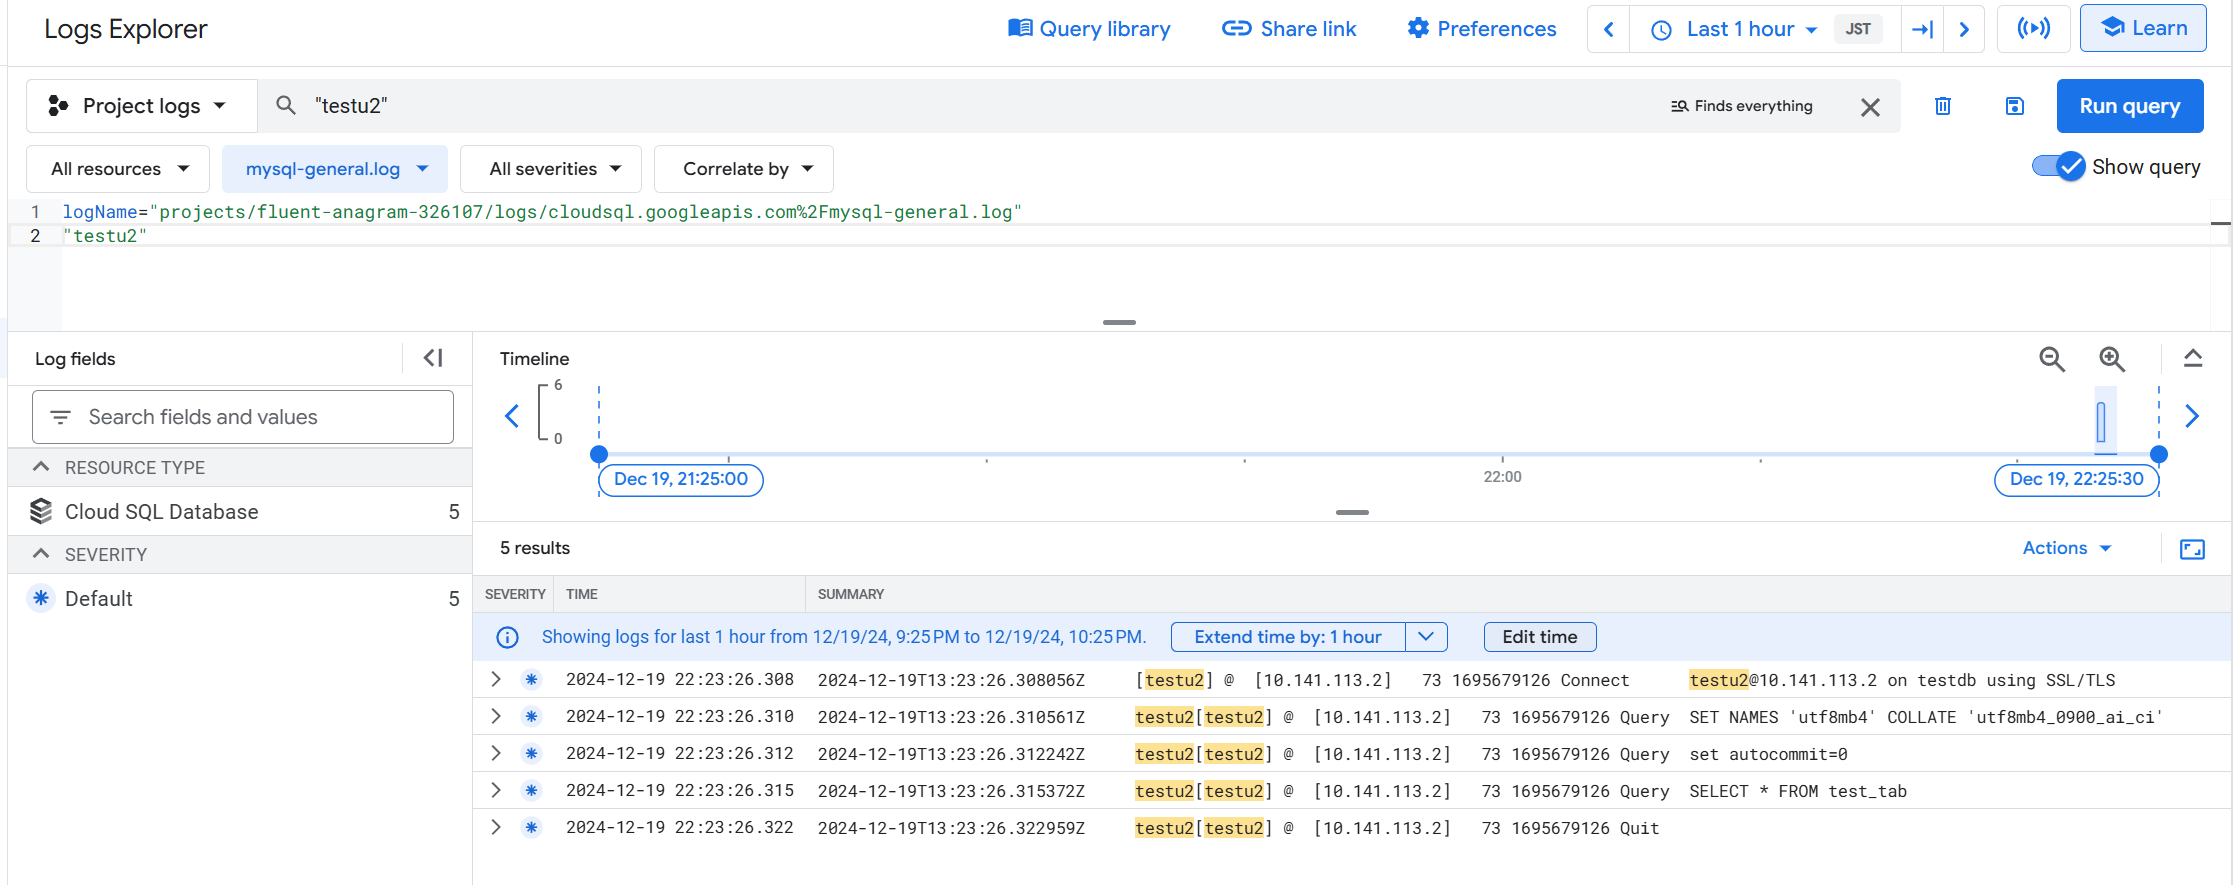 Logs Explorer
Query library
Share link
Preferences
Last 1 hour
JST
Learn
Project logs
"testu2"
Finds everything
Run query
All resources
mysql-general.log
All severities
Correlate by
Show query
1 logName="projects/fluent-anagram-326107/logs/cloudsql.googleapis.com%2Fmysql-general.log"
2 "testu2"
Log fields
Search fields and values
RESOURCE TYPE
Cloud SQL Database 5
SEVERITY
Default 5
Timeline
6
0
Dec 19, 21:25:00
22:00
Dec 19, 22:25:30
5 results
Actions
SEVERITY TIME SUMMARY
Showing logs for last 1 hour from 12/19/24, 9:25 PM to 12/19/24, 10:25 PM. Extend time by: 1 hour Edit time
2024-12-19 22:23:26.308 2024-12-19T13:23:26.308056Z [testu2] @ [10.141.113.2] 73 1695679126 Connect testu2@10.141.113.2 on testdb using SSL/TLS
2024-12-19 22:23:26.310 2024-12-19T13:23:26.310561Z testu2[testu2] @ [10.141.113.2] 73 1695679126 Query SET NAMES 'utf8mb4' COLLATE 'utf8mb4_0900_ai_ci'
2024-12-19 22:23:26.312 2024-12-19T13:23:26.312242Z testu2[testu2] @ [10.141.113.2] 73 1695679126 Query set autocommit=0
2024-12-19 22:23:26.315 2024-12-19T13:23:26.315372Z testu2[testu2] @ [10.141.113.2] 73 1695679126 Query SELECT * FROM test_tab
2024-12-19 22:23:26.322 2024-12-19T13:23:26.322959Z testu2[testu2] @ [10.141.113.2] 73 1695679126 Quit